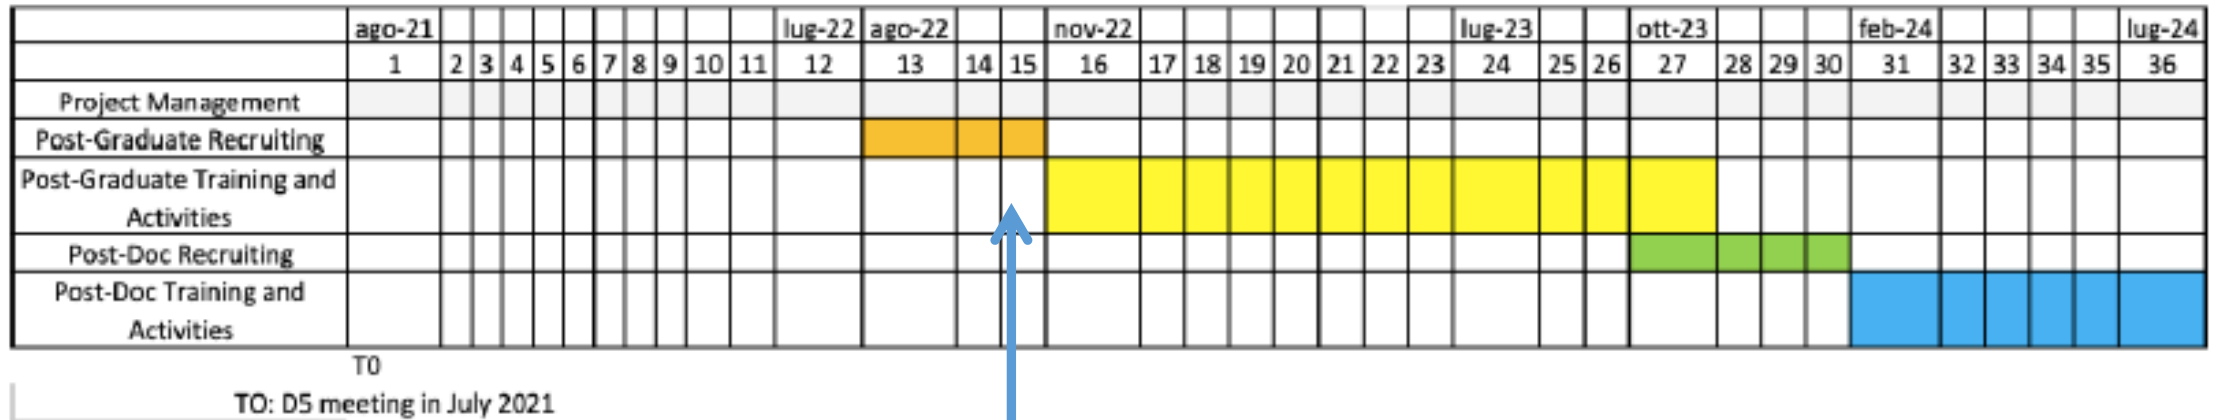 ago-21 lug-22 ago-22 nov-22 lug-23 ott-23 feb-24 lug-24
1 2 3 4 5 6 7 8 9 10 11 12 13 14 15 16 17 18 19 20 21 22 23 24 25 26 27 28 29 30 31 32 33 34 35 36
Project Management
Post-Graduate Recruiting
Post-Graduate Training and
Activities
Post-Doc Recruiting
Post-Doc Training and
Activities
T0
TO: D5 meeting in July 2021